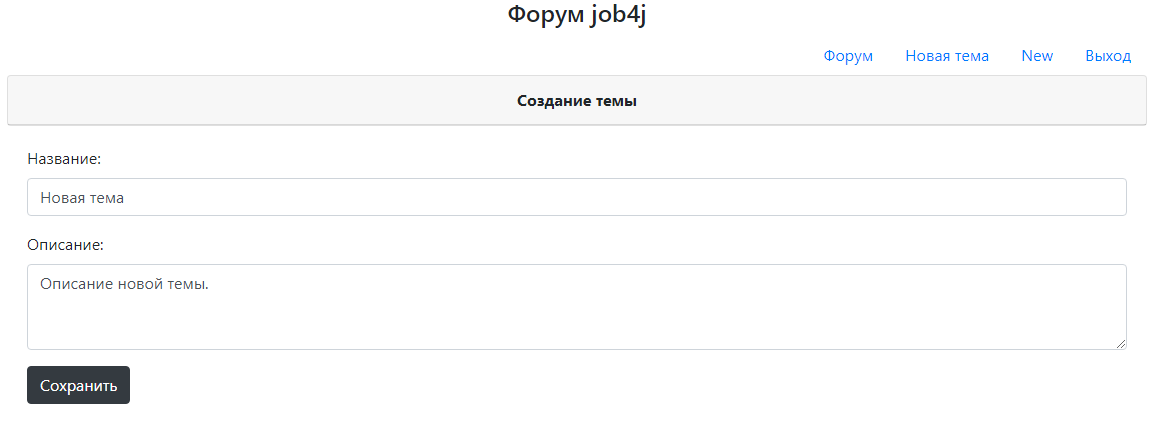 Форум job4j
Форум Новая тема New Выход
Создание темы
Название:
Новая тема
Описание:
Описание новой темы.
Сохранить